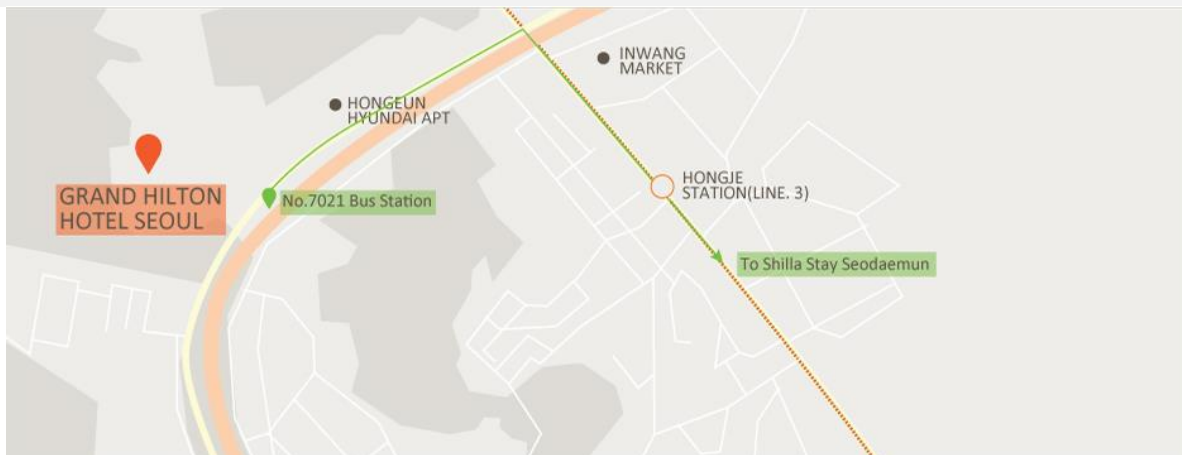 INWANG
MARKET
HONGEUN
HYUNDAI APT
HONGJE
STATION(LINE. 3)
GRAND HILTON
HOTEL SEOUL
No.7021 Bus Station
To Shilla Stay Seodaemun